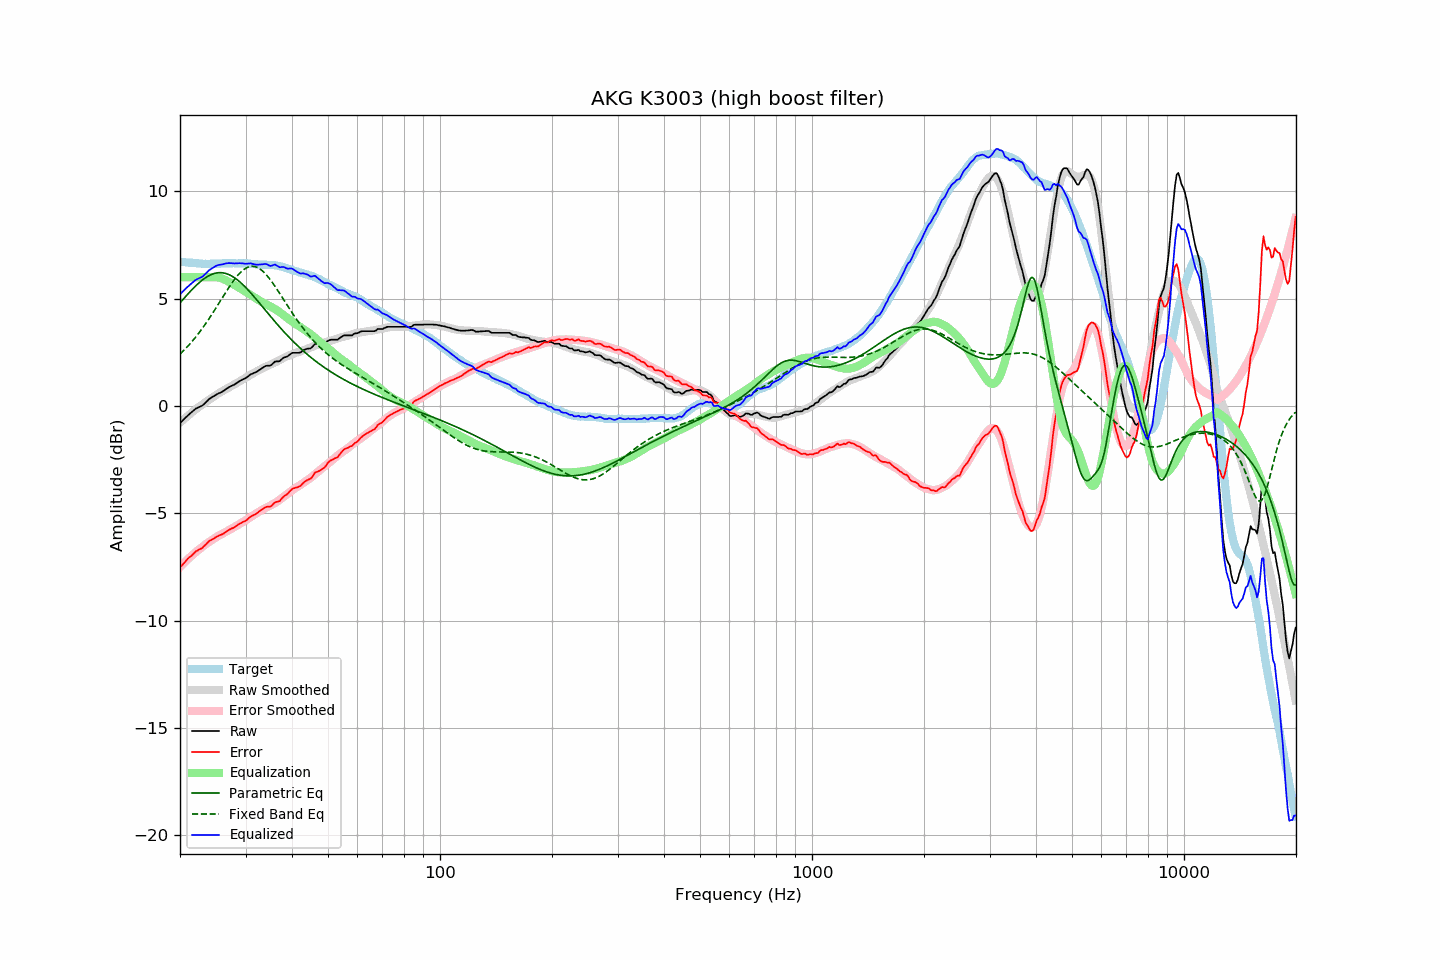 AKG K3003 (high boost filter)
Amplitude (dBr)
10
5
0
−5
−10
−15
−20
Target
Raw Smoothed
Error Smoothed
Raw
Error
Equalization
Parametric Eq
Fixed Band Eq
Equalized
100
1000
10000
Frequency (Hz)